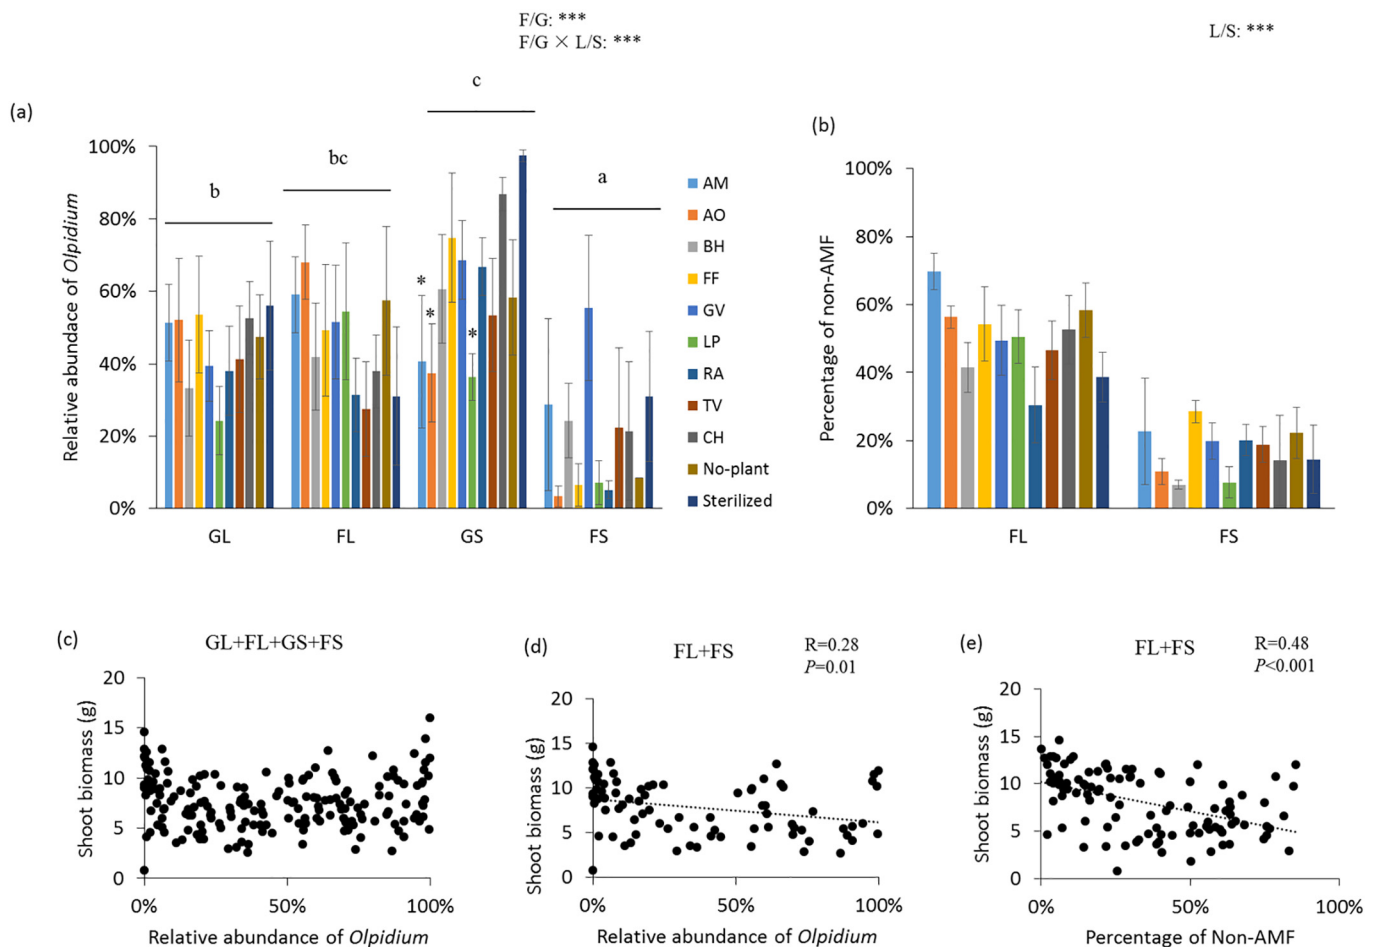 F/G: ***
F/G × L/S: ***
L/S: ***
(a)
c
bc
b
a
100%
80%
60%
40%
20%
0%
Relative abundace of Olpidium
*
*
*
GL
FL
GS
FS
AM
AO
BH
FF
GV
LP
RA
TV
CH
No-plant
Sterilized
(b)
100%
80%
60%
40%
20%
0%
Percentage of non-AMF
FL
FS
(c)
GL+FL+GS+FS
20
15
10
5
0
Shoot biomass (g)
0%
50%
100%
Relative abundance of Olpidium
(d)
FL+FS
R=0.28
P=0.01
20
15
10
5
0
Shoot biomass (g)
0%
50%
100%
Relative abundance of Olpidium
(e)
FL+FS
R=0.48
P<0.001
20
15
10
5
0
Shoot biomass (g)
0%
50%
100%
Percentage of Non-AMF